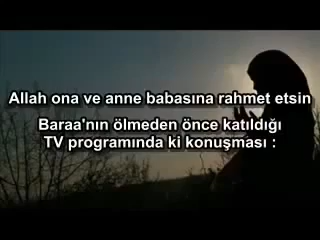 Allah ona ve anne babasına rahmet etsin
Baraa'nın ölmeden önce katıldığı
TV programında ki konuşması :